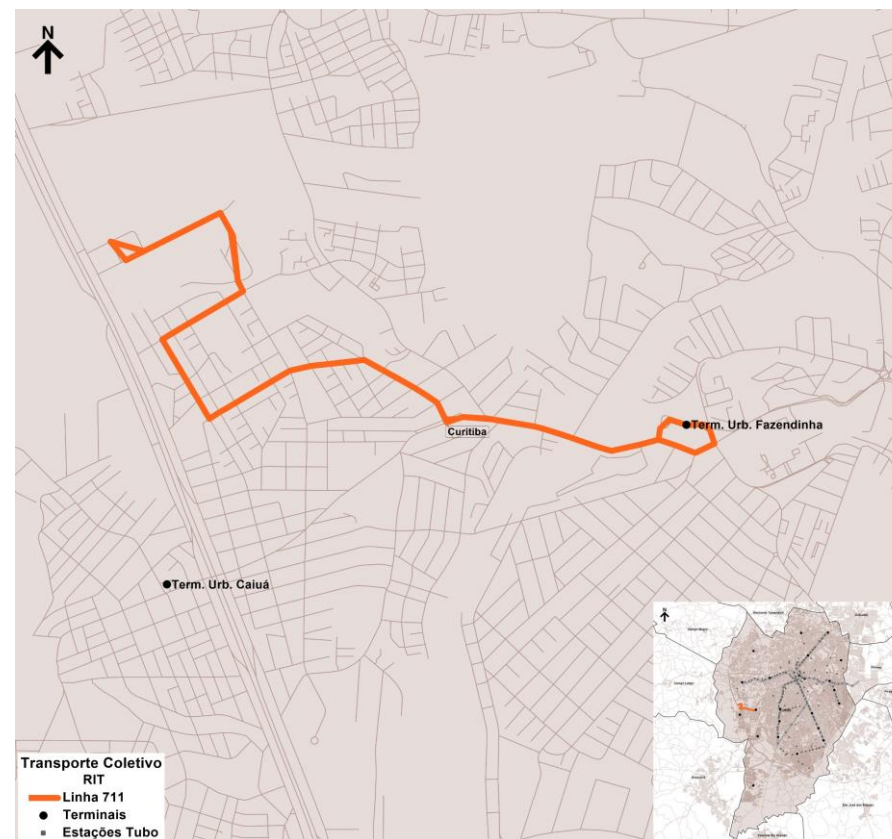 N
Curitiba
Term. Urb. Fazendinha
Term. Urb. Caiuá
N
Transporte Coletivo
RIT
Linha 711
Terminais
Estações Tubo